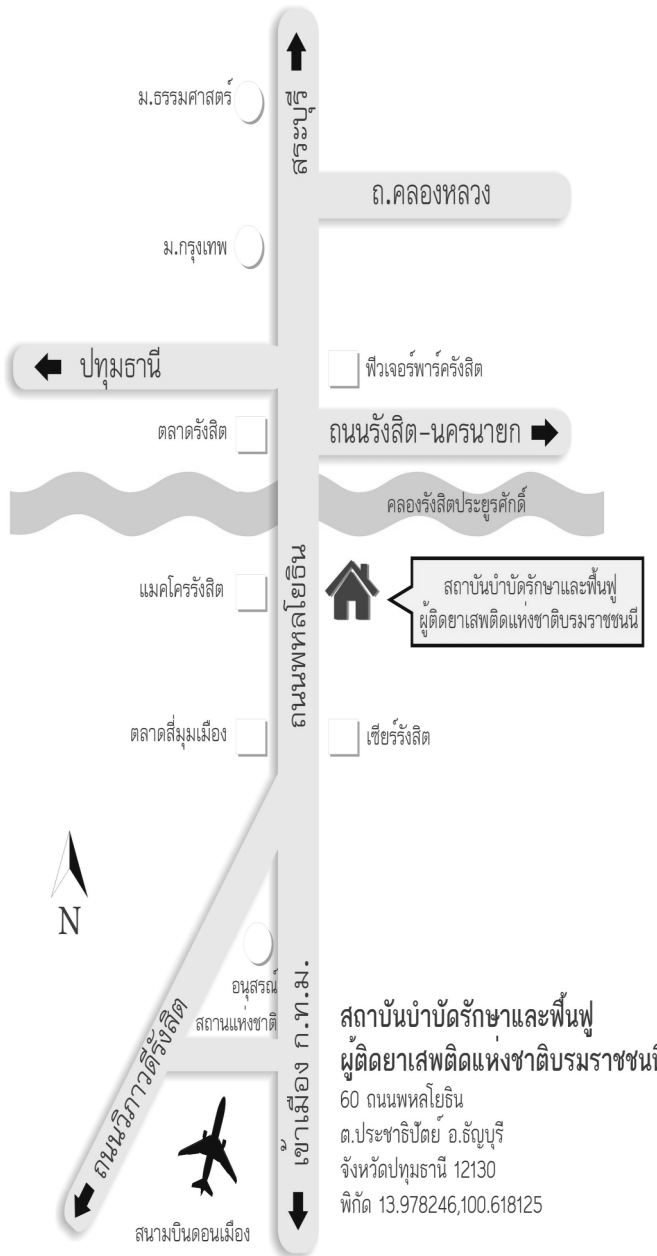 ม.ธรรมศาสตร์
สระบุรี
ถ.คลองหลวง
ม.กรุงเทพ
ปทุมธานี
พิวเจอร์พาร์ครังสิต
ตลาดรังสิต
ถนนรังสิต-นครนายก
คลองรังสิตประยูรศักดิ์
แมคโครรังสิต
ถนนพหลโยธิน
สถาบันบำบัดรักษาและฟื้นฟู
ผู้ติดยาเสพติดแห่งชาติบรมราชชนนี
ตลาดสี่มุมเมือง
เซียร์รังสิต
N
อนุสรณ์
สถานแห่งชาติ
ถนนวิภาวดีรังสิต
เข้าเมือง ก.ท.ม.
สนามบินดอนเมือง
สถาบันบำบัดรักษาและฟื้นฟู
ผู้ติดยาเสพติดแห่งชาติบรมราชชนนี
60 ถนนพหลโยธิน
ต.ประชาธิปัตย์ อ.ธัญบุรี
จังหวัดปทุมธานี 12130
พิกัด 13.978246,100.618125